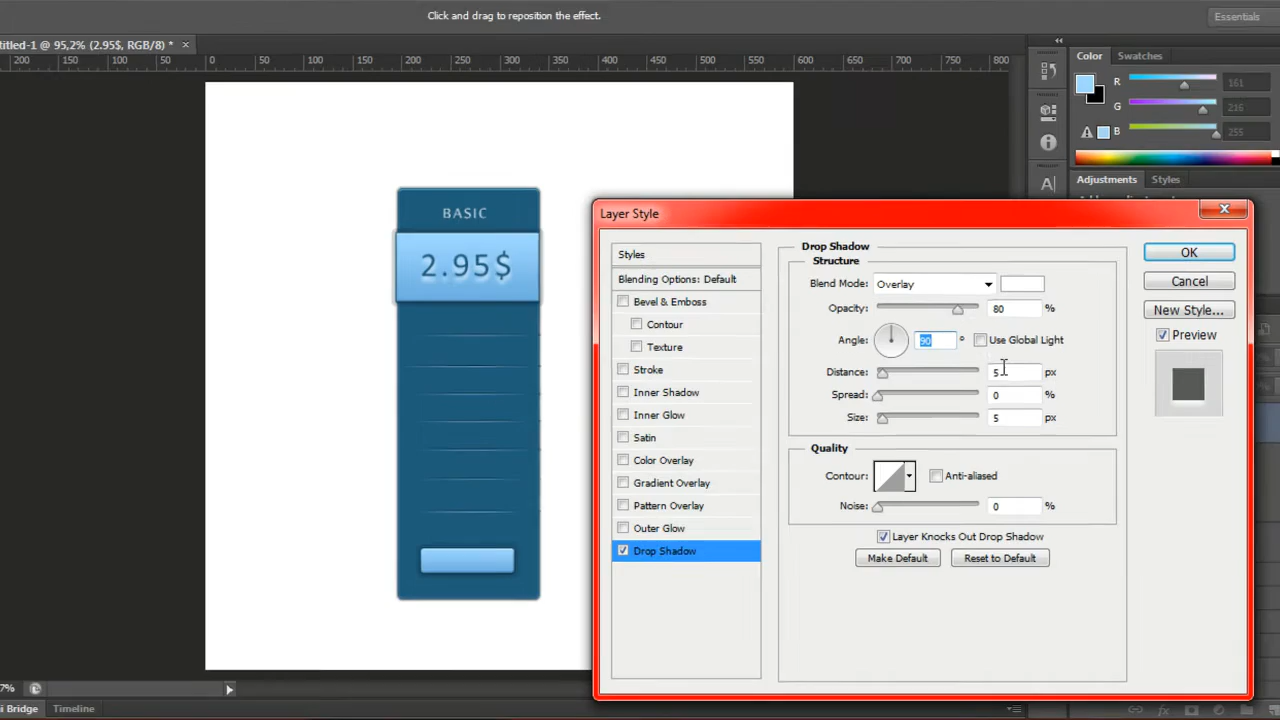 Click and drag to reposition the effect.
Essentials
ntitled-1 @ 95,2% (2.95$, RGB/8) *
200 150 100 50 0 50 100 150 200 250 300 400 450 500 550 600 650 700 750 800
Color Swatches
R 161
G 216
B 255
Adjustments Styles
BASIC
2.95$
Layer Style
Styles
Blending Options: Default
Bevel & Emboss
Contour
Texture
Stroke
Inner Shadow
Inner Glow
Satin
Color Overlay
Gradient Overlay
Pattern Overlay
Outer Glow
Drop Shadow
Drop Shadow
Structure
Blend Mode: Overlay
Opacity: 80 %
Angle: 90 ° Use Global Light
Distance: 5 px
Spread: 0 %
Size: 5 px
Quality
Contour: Anti-aliased
Noise: 0 %
Layer Knocks Out Drop Shadow
Make Default Reset to Default
OK
Cancel
New Style...
Preview
7%
i Bridge Timeline